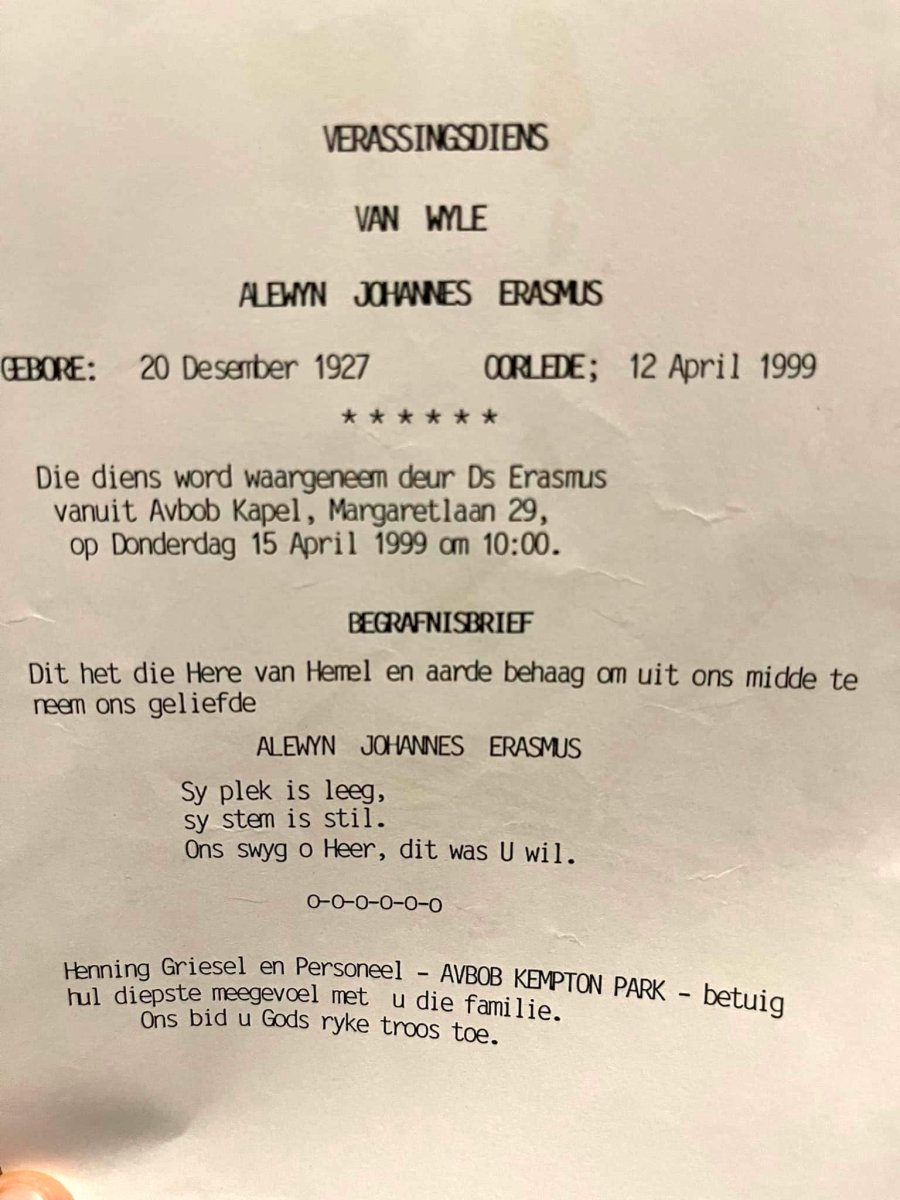 VERASSINGSDIENS
VAN WYLE
ALEWYN JOHANNES ERASMUS
GEBORE: 20 Desember 1927 OORLEDE; 12 April 1999
* * * * * *
Die diens word waargeneem deur Ds Erasmus
vanuit Avbob Kapel, Margaretlaan 29,
op Donderdag 15 April 1999 om 10:00.
BEGRAFNISBRIEF
Dit het die Here van Hemel en aarde behaag om uit ons midde te
neem ons geliefde
ALEWYN JOHANNES ERASMUS
Sy plek is leeg,
sy stem is stil.
Ons swyg o Heer, dit was U wil.
o-o-o-o-o-o
Henning Griesel en Personeel - AVBOB KEMPTON PARK - betuig
hul diepste meegevoel met u die familie.
Ons bid u Gods ryke troos toe.